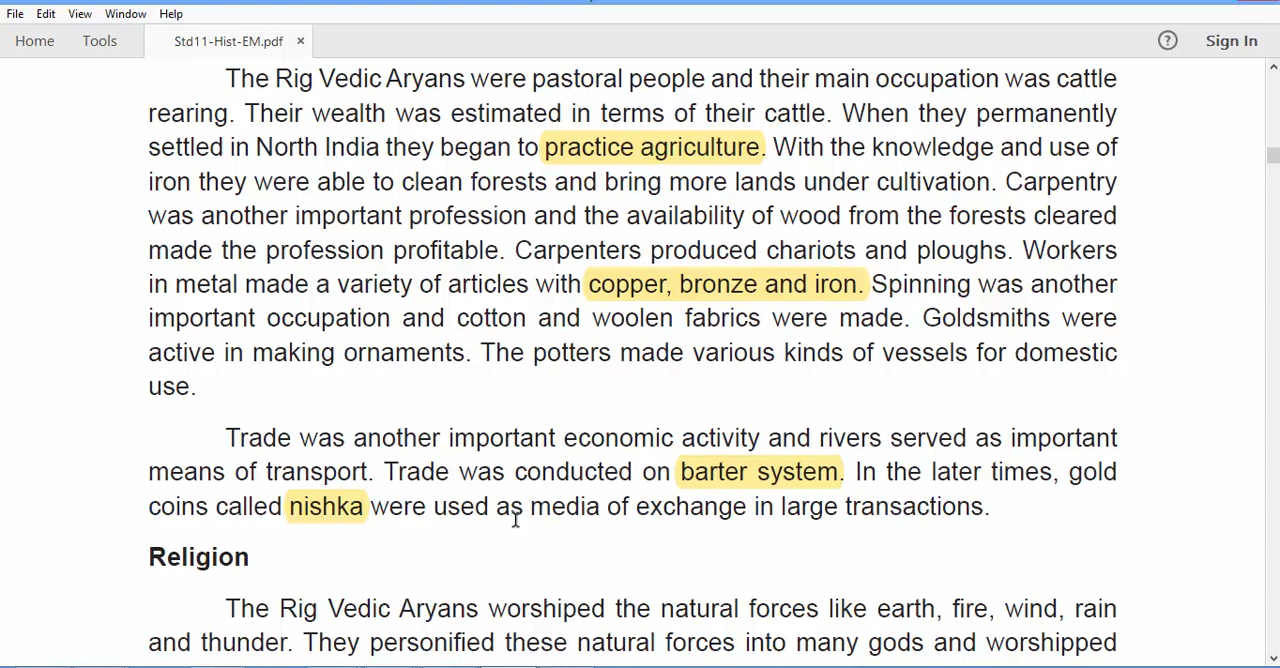 File Edit View Window Help
Home Tools Std11-Hist-EM.pdf × ? Sign In
The Rig Vedic Aryans were pastoral people and their main occupation was cattle
rearing. Their wealth was estimated in terms of their cattle. When they permanently
settled in North India they began to practice agriculture. With the knowledge and use of
iron they were able to clean forests and bring more lands under cultivation. Carpentry
was another important profession and the availability of wood from the forests cleared
made the profession profitable. Carpenters produced chariots and ploughs. Workers
in metal made a variety of articles with copper, bronze and iron. Spinning was another
important occupation and cotton and woolen fabrics were made. Goldsmiths were
active in making ornaments. The potters made various kinds of vessels for domestic
use.
Trade was another important economic activity and rivers served as important
means of transport. Trade was conducted on barter system. In the later times, gold
coins called nishka were used as media of exchange in large transactions.
Religion
The Rig Vedic Aryans worshiped the natural forces like earth, fire, wind, rain
and thunder. They personified these natural forces into many gods and worshipped